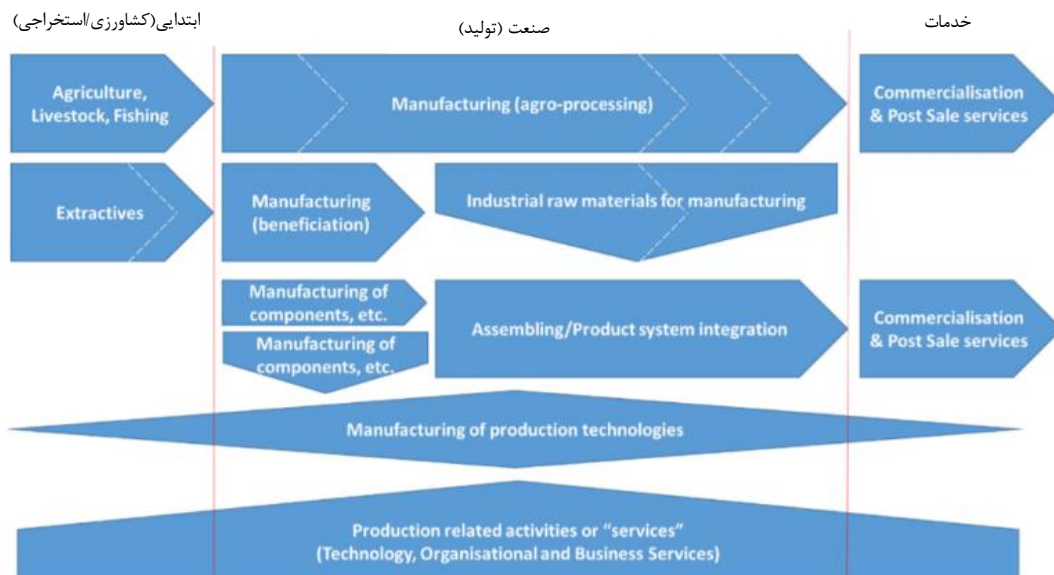 ابتدایی(کشاورزی/استخراجی)
صنعت (تولید)
خدمات
Agriculture,
Livestock, Fishing
Manufacturing (agro-processing)
Commercialisation
& Post Sale services
Extractives
Manufacturing
(beneficiation)
Industrial raw materials for manufacturing
Manufacturing of
components, etc.
Manufacturing of
components, etc.
Assembling/Product system integration
Commercialisation
& Post Sale services
Manufacturing of production technologies
Production related activities or “services”
(Technology, Organisational and Business Services)